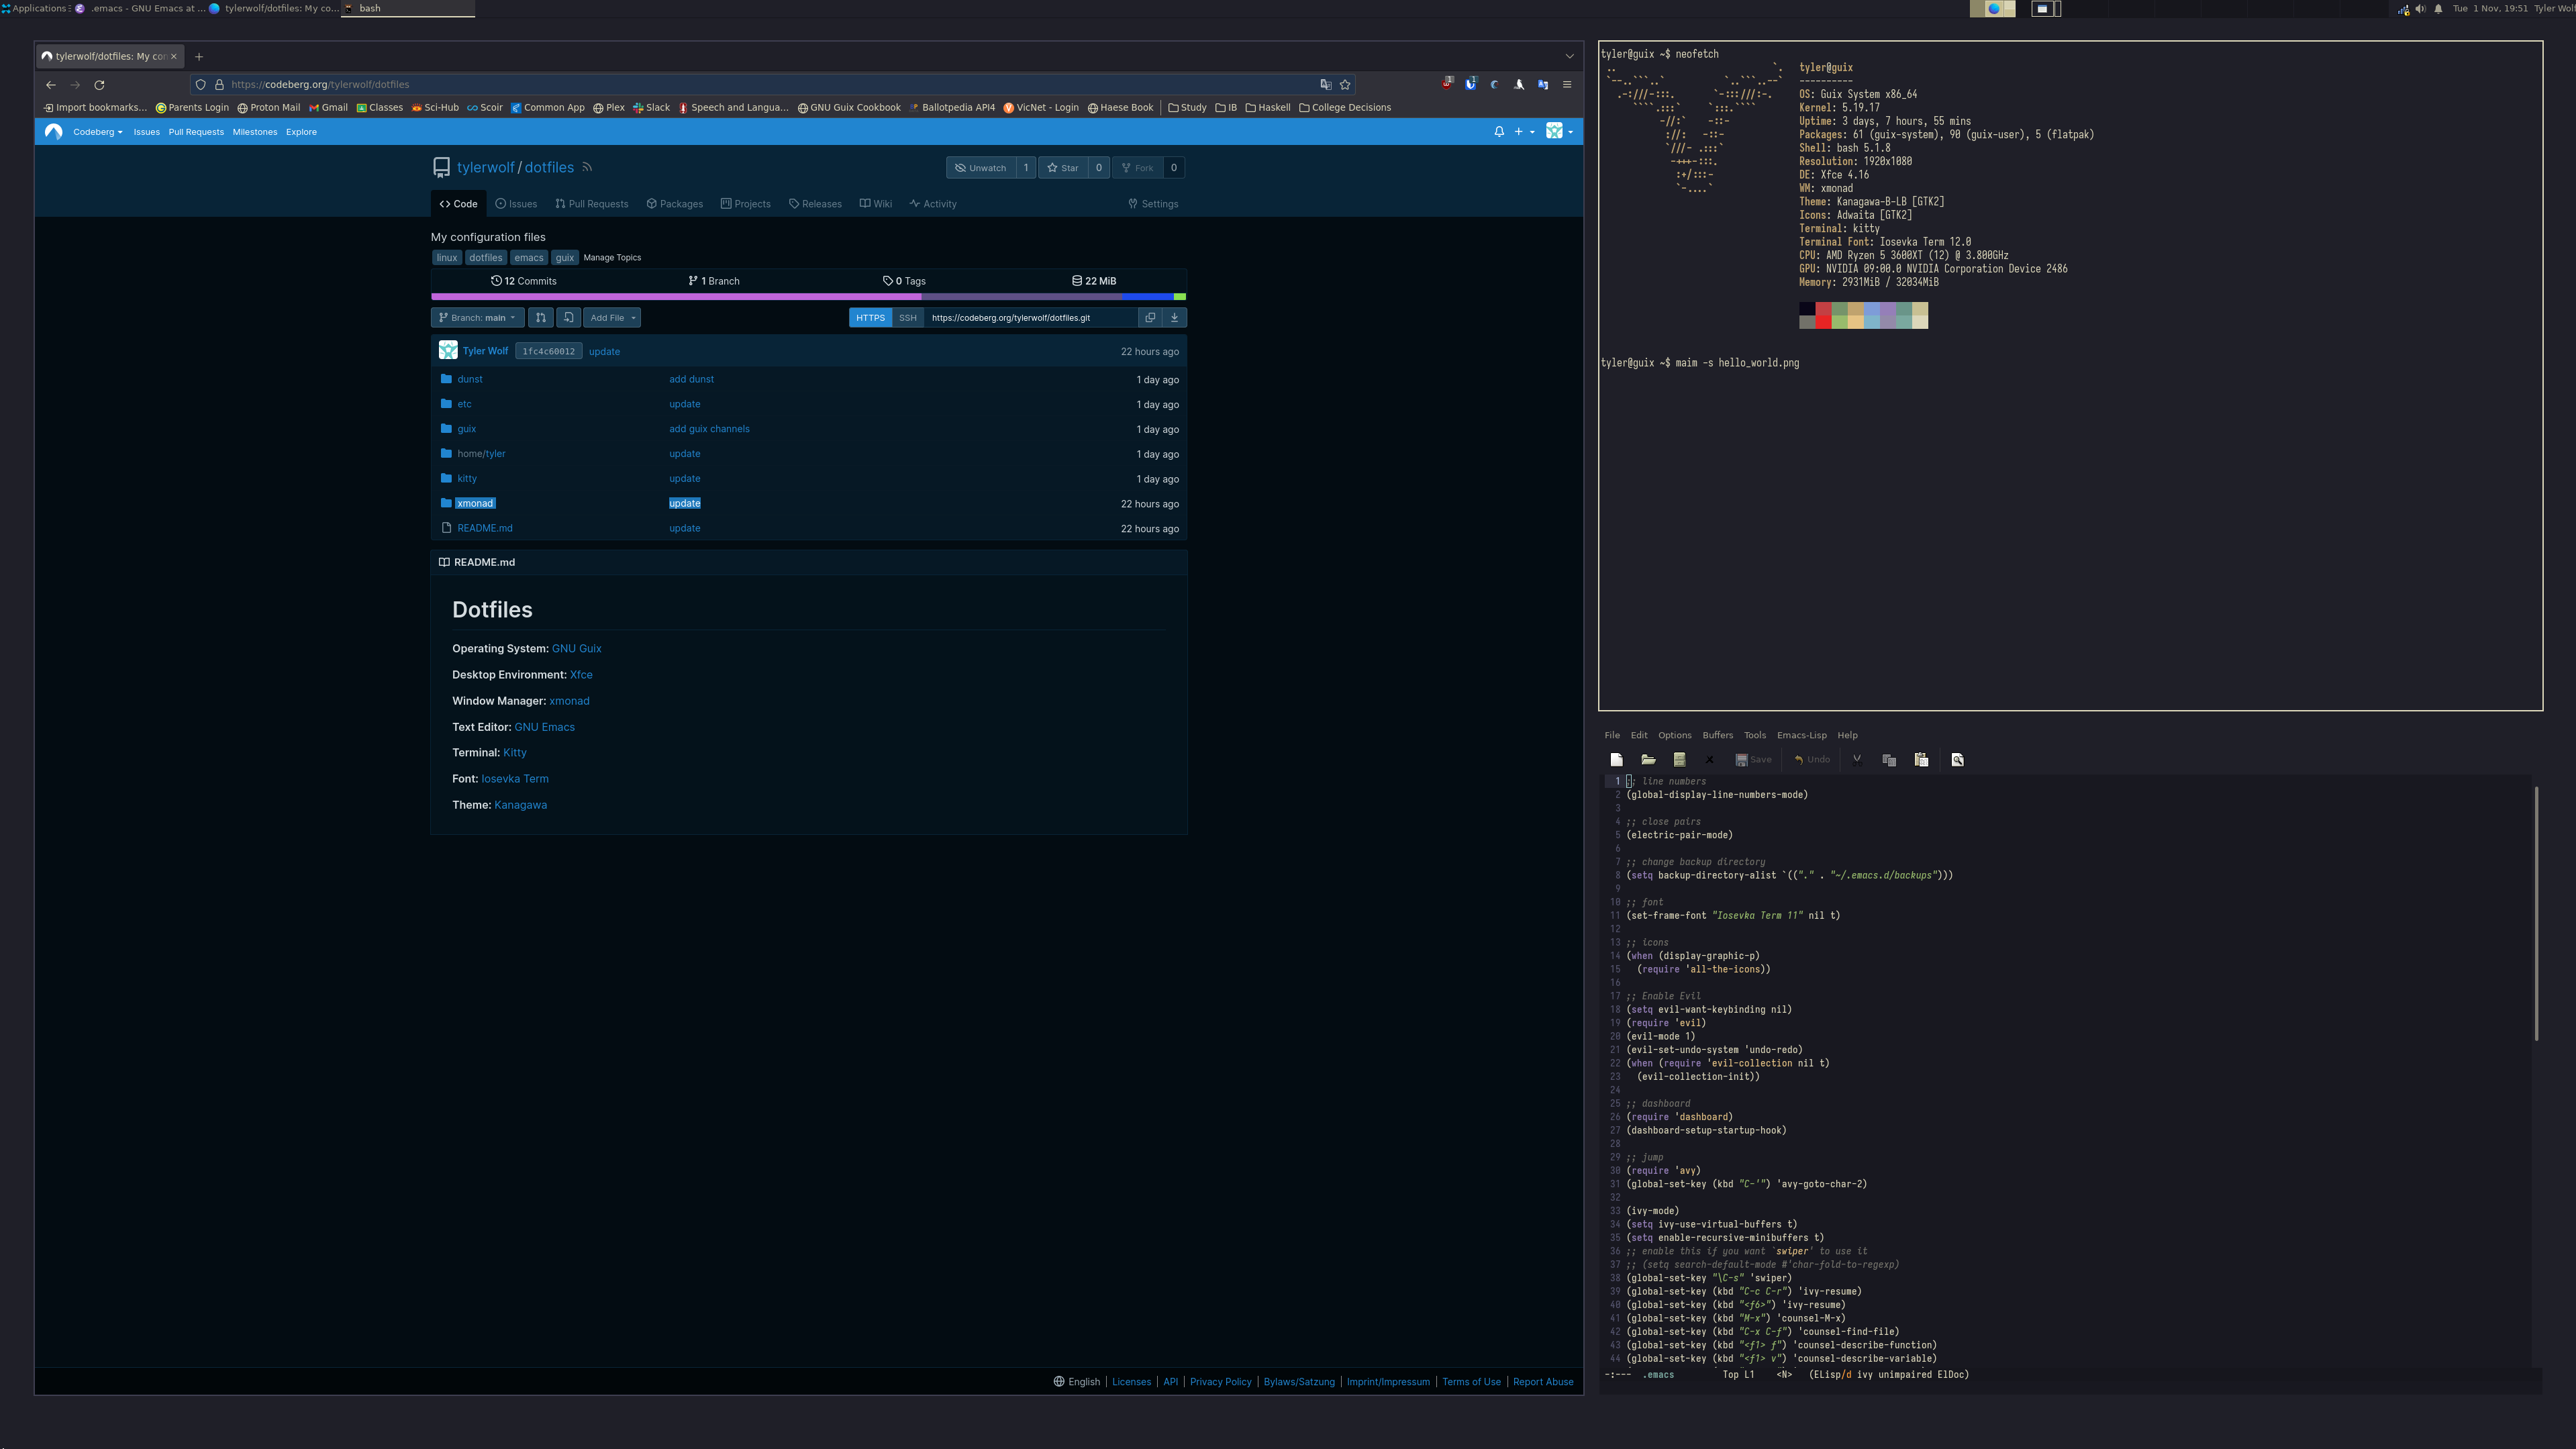 Applications
.emacs - GNU Emacs at ...
tylerwolf/dotfiles: My co...
bash
Tue 1 Nov, 19:51 Tyler Wolf
tylerwolf/dotfiles: My con
https://codeberg.org/tylerwolf/dotfiles
Import bookmarks... Parents Login Proton Mail Gmail Classes Sci-Hub Scoir Common App Plex Slack Speech and Langua... GNU Guix Cookbook Ballotpedia API4 VicNet - Login Haese Book Study IB Haskell College Decisions
Codeberg Issues Pull Requests Milestones Explore
tylerwolf/dotfiles
Unwatch 1 Star 0 Fork 0
Code Issues Pull Requests Packages Projects Releases Wiki Activity Settings
My configuration files
linux dotfiles emacs guix Manage Topics
12 Commits 1 Branch 0 Tags 22 MiB
Branch: main Add File HTTPS SSH https://codeberg.org/tylerwolf/dotfiles.git
Tyler Wolf 1fc4c60012 update 22 hours ago
dunst add dunst 1 day ago
etc update 1 day ago
guix add guix channels 1 day ago
home/tyler update 1 day ago
kitty update 1 day ago
xmonad update 22 hours ago
README.md update 22 hours ago
README.md
Dotfiles
Operating System: GNU Guix
Desktop Environment: Xfce
Window Manager: xmonad
Text Editor: GNU Emacs
Terminal: Kitty
Font: Iosevka Term
Theme: Kanagawa
English Licenses API Privacy Policy Bylaws/Satzung Imprint/Impressum Terms of Use Report Abuse
tyler@guix ~$ neofetch
tyler@guix
----------
OS: Guix System x86_64
Kernel: 5.19.17
Uptime: 3 days, 7 hours, 55 mins
Packages: 61 (guix-system), 90 (guix-user), 5 (flatpak)
Shell: bash 5.1.8
Resolution: 1920x1080
DE: Xfce 4.16
WM: xmonad
Theme: Kanagawa-B-LB [GTK2]
Icons: Adwaita [GTK2]
Terminal: kitty
Terminal Font: Iosevka Term 12.0
CPU: AMD Ryzen 5 3600XT (12) @ 3.800GHz
GPU: NVIDIA 09:00.0 NVIDIA Corporation Device 2486
Memory: 2931MiB / 32034MiB
tyler@guix ~$ maim -s hello_world.png
File Edit Options Buffers Tools Emacs-Lisp Help
Save Undo
1 ;; line numbers
2 (global-display-line-numbers-mode)
3
4 ;; close pairs
5 (electric-pair-mode)
6
7 ;; change backup directory
8 (setq backup-directory-alist `(("." . "~/.emacs.d/backups")))
9
10 ;; font
11 (set-frame-font "Iosevka Term 11" nil t)
12
13 ;; icons
14 (when (display-graphic-p)
15 (require 'all-the-icons))
16
17 ;; Enable Evil
18 (setq evil-want-keybinding nil)
19 (require 'evil)
20 (evil-mode 1)
21 (evil-set-undo-system 'undo-redo)
22 (when (require 'evil-collection nil t)
23 (evil-collection-init))
24
25 ;; dashboard
26 (require 'dashboard)
27 (dashboard-setup-startup-hook)
28
29 ;; jump
30 (require 'avy)
31 (global-set-key (kbd "C-'") 'avy-goto-char-2)
32
33 (ivy-mode)
34 (setq ivy-use-virtual-buffers t)
35 (setq enable-recursive-minibuffers t)
36 ;; enable this if you want `swiper' to use it
37 ;; (setq search-default-mode #'char-fold-to-regexp)
38 (global-set-key "\C-s" 'swiper)
39 (global-set-key (kbd "C-c C-r") 'ivy-resume)
40 (global-set-key (kbd "<f6>") 'ivy-resume)
41 (global-set-key (kbd "M-x") 'counsel-M-x)
42 (global-set-key (kbd "C-x C-f") 'counsel-find-file)
43 (global-set-key (kbd "<f1> f") 'counsel-describe-function)
44 (global-set-key (kbd "<f1> v") 'counsel-describe-variable)
-:--- .emacs Top L1 <N> (ELisp/d ivy unimpaired ElDoc)